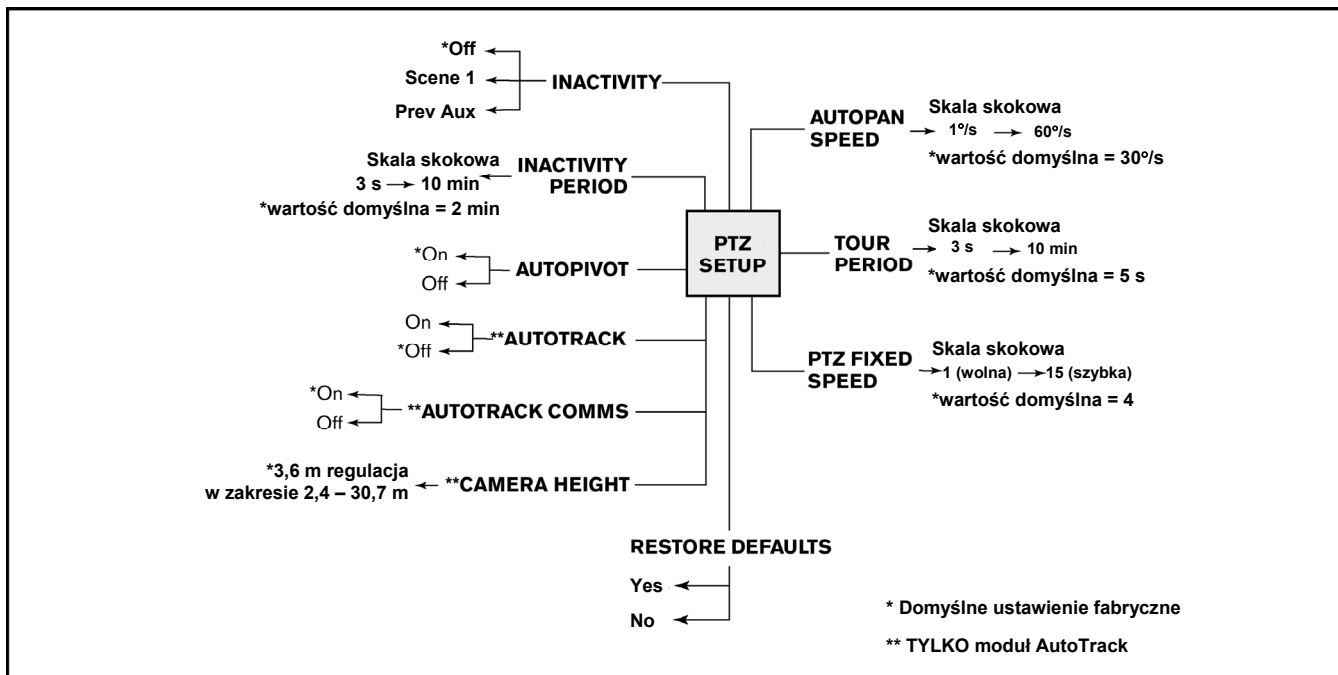 *Off
Scene 1
Prev Aux
INACTIVITY
Skala skokowa
3 s 10 min
*wartość domyślna = 2 min
INACTIVITY
PERIOD
*On
Off
AUTOPIVOT
On
*Off
**AUTOTRACK
*On
Off
**AUTOTRACK COMMS
*3,6 m regulacja
w zakresie 2,4 – 30,7 m
**CAMERA HEIGHT
PTZ
SETUP
AUTOPAN
SPEED
Skala skokowa
1°/s 60°/s
*wartość domyślna = 30°/s
TOUR
PERIOD
Skala skokowa
3 s 10 min
*wartość domyślna = 5 s
PTZ FIXED
SPEED
Skala skokowa
1 (wolna) 15 (szybka)
*wartość domyślna = 4
RESTORE DEFAULTS
Yes
No
* Domyślne ustawienie fabryczne
** TYLKO moduł AutoTrack